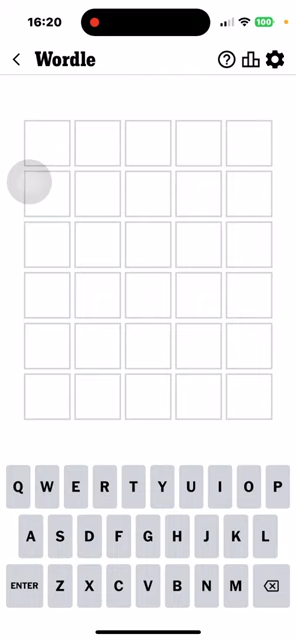 16:20
100
Wordle
Q W E R T Y U I O P
A S D F G H J K L
ENTER Z X C V B N M